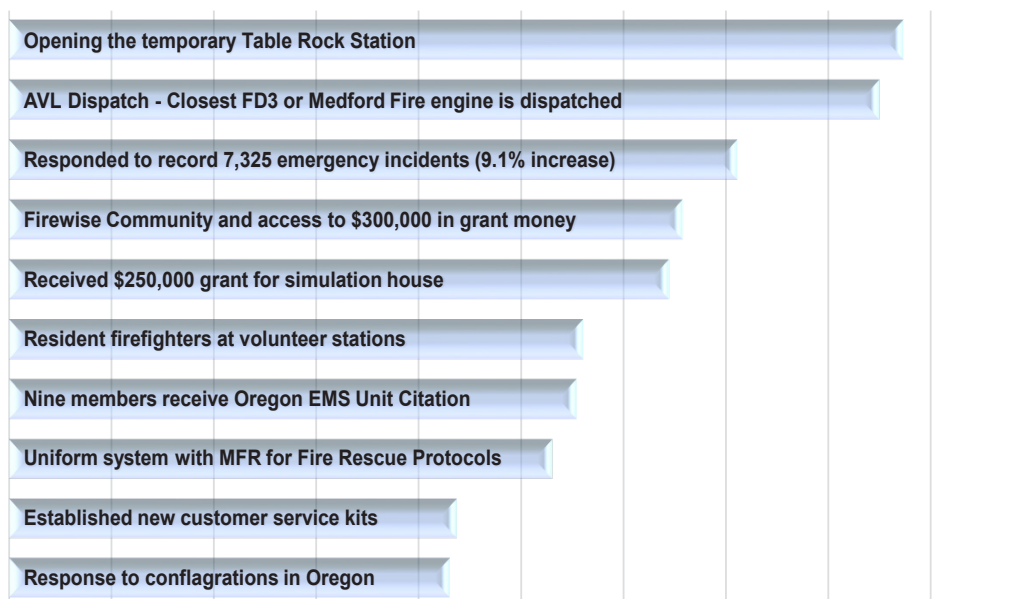 Opening the temporary Table Rock Station
AVL Dispatch - Closest FD3 or Medford Fire engine is dispatched
Responded to record 7,325 emergency incidents (9.1% increase)
Firewise Community and access to $300,000 in grant money
Received $250,000 grant for simulation house
Resident firefighters at volunteer stations
Nine members receive Oregon EMS Unit Citation
Uniform system with MFR for Fire Rescue Protocols
Established new customer service kits
Response to conflagrations in Oregon